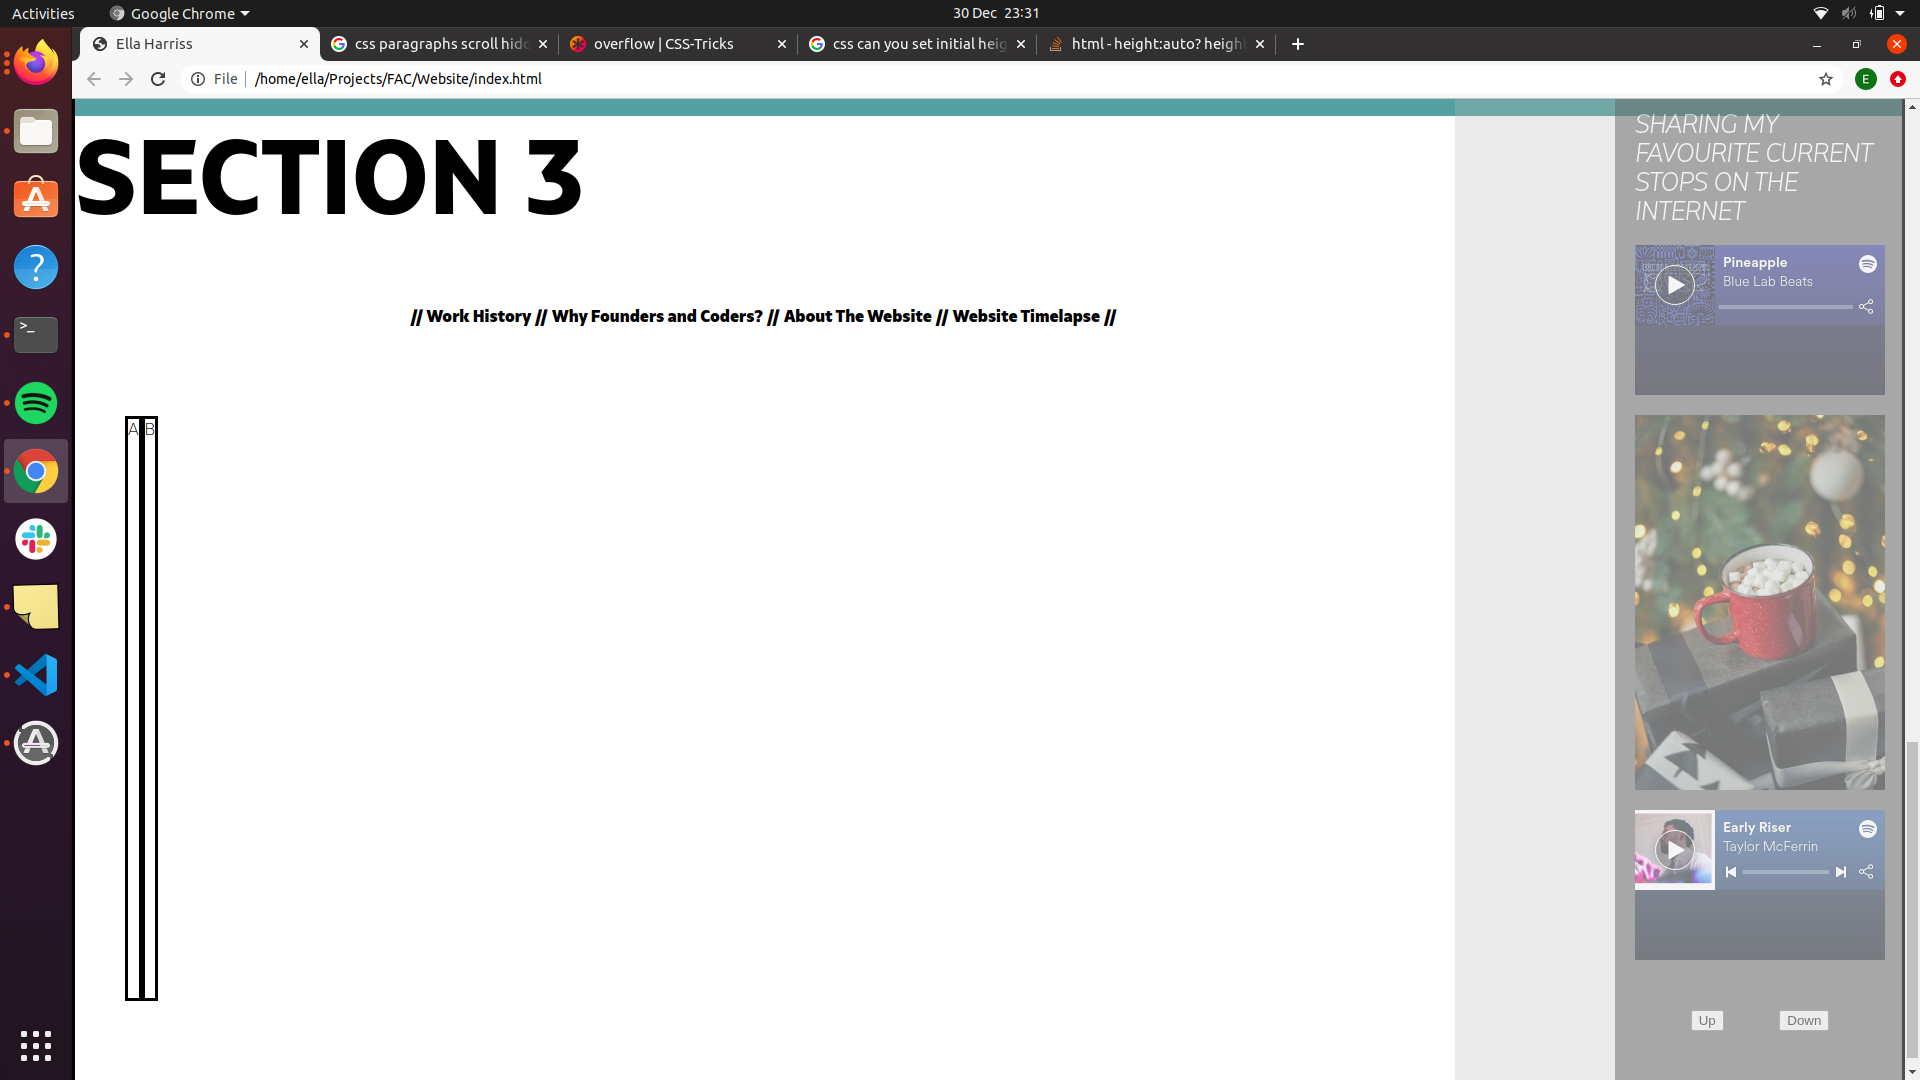 Activities
Google Chrome
30 Dec 23:31
Ella Harriss
css paragraphs scroll hidd
overflow | CSS-Tricks
css can you set initial heig
html - height:auto? height
File
/home/ella/Projects/FAC/Website/index.html
E
SECTION 3
// Work History // Why Founders and Coders? // About The Website // Website Timelapse //
A
B
SHARING MY
FAVOURITE CURRENT
STOPS ON THE
INTERNET
Pineapple
Blue Lab Beats
Early Riser
Taylor McFerrin
Up
Down